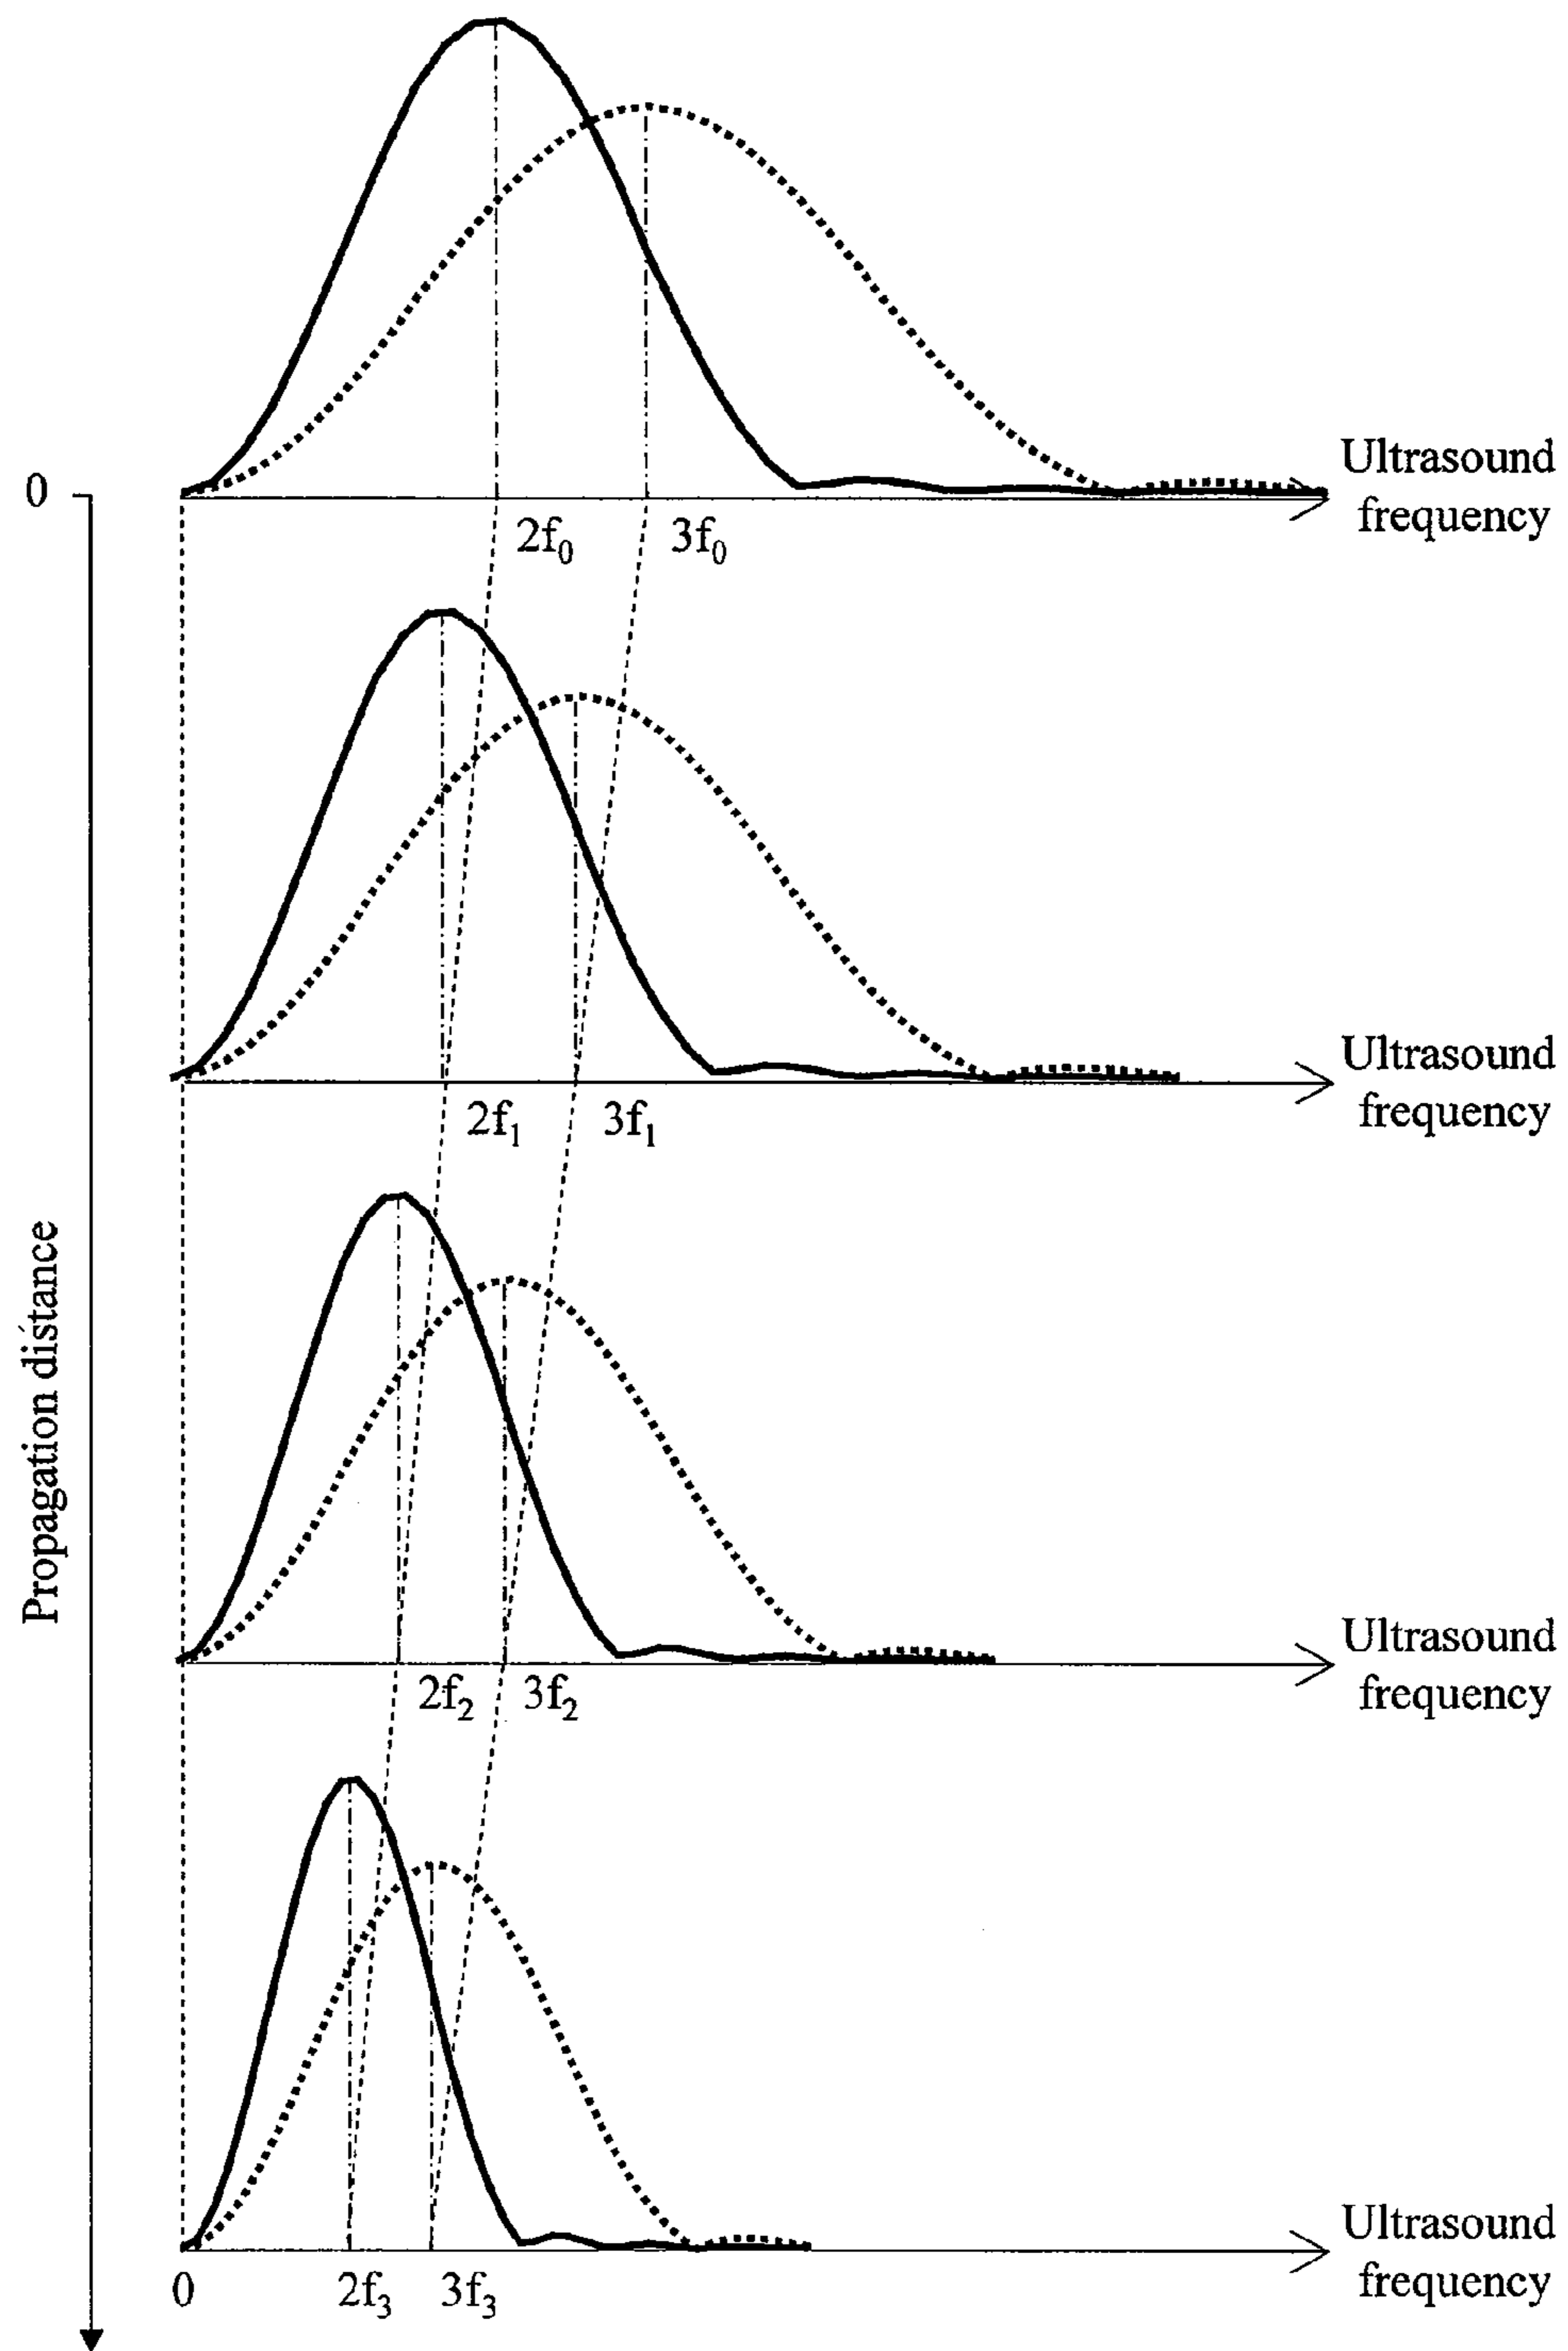 Ultrasound
frequency
0
2f₀ 3f₀
Ultrasound
frequency
2f₁ 3f₁
Propagation distance
Ultrasound
frequency
2f₂ 3f₂
Ultrasound
frequency
0 2f₃ 3f₃